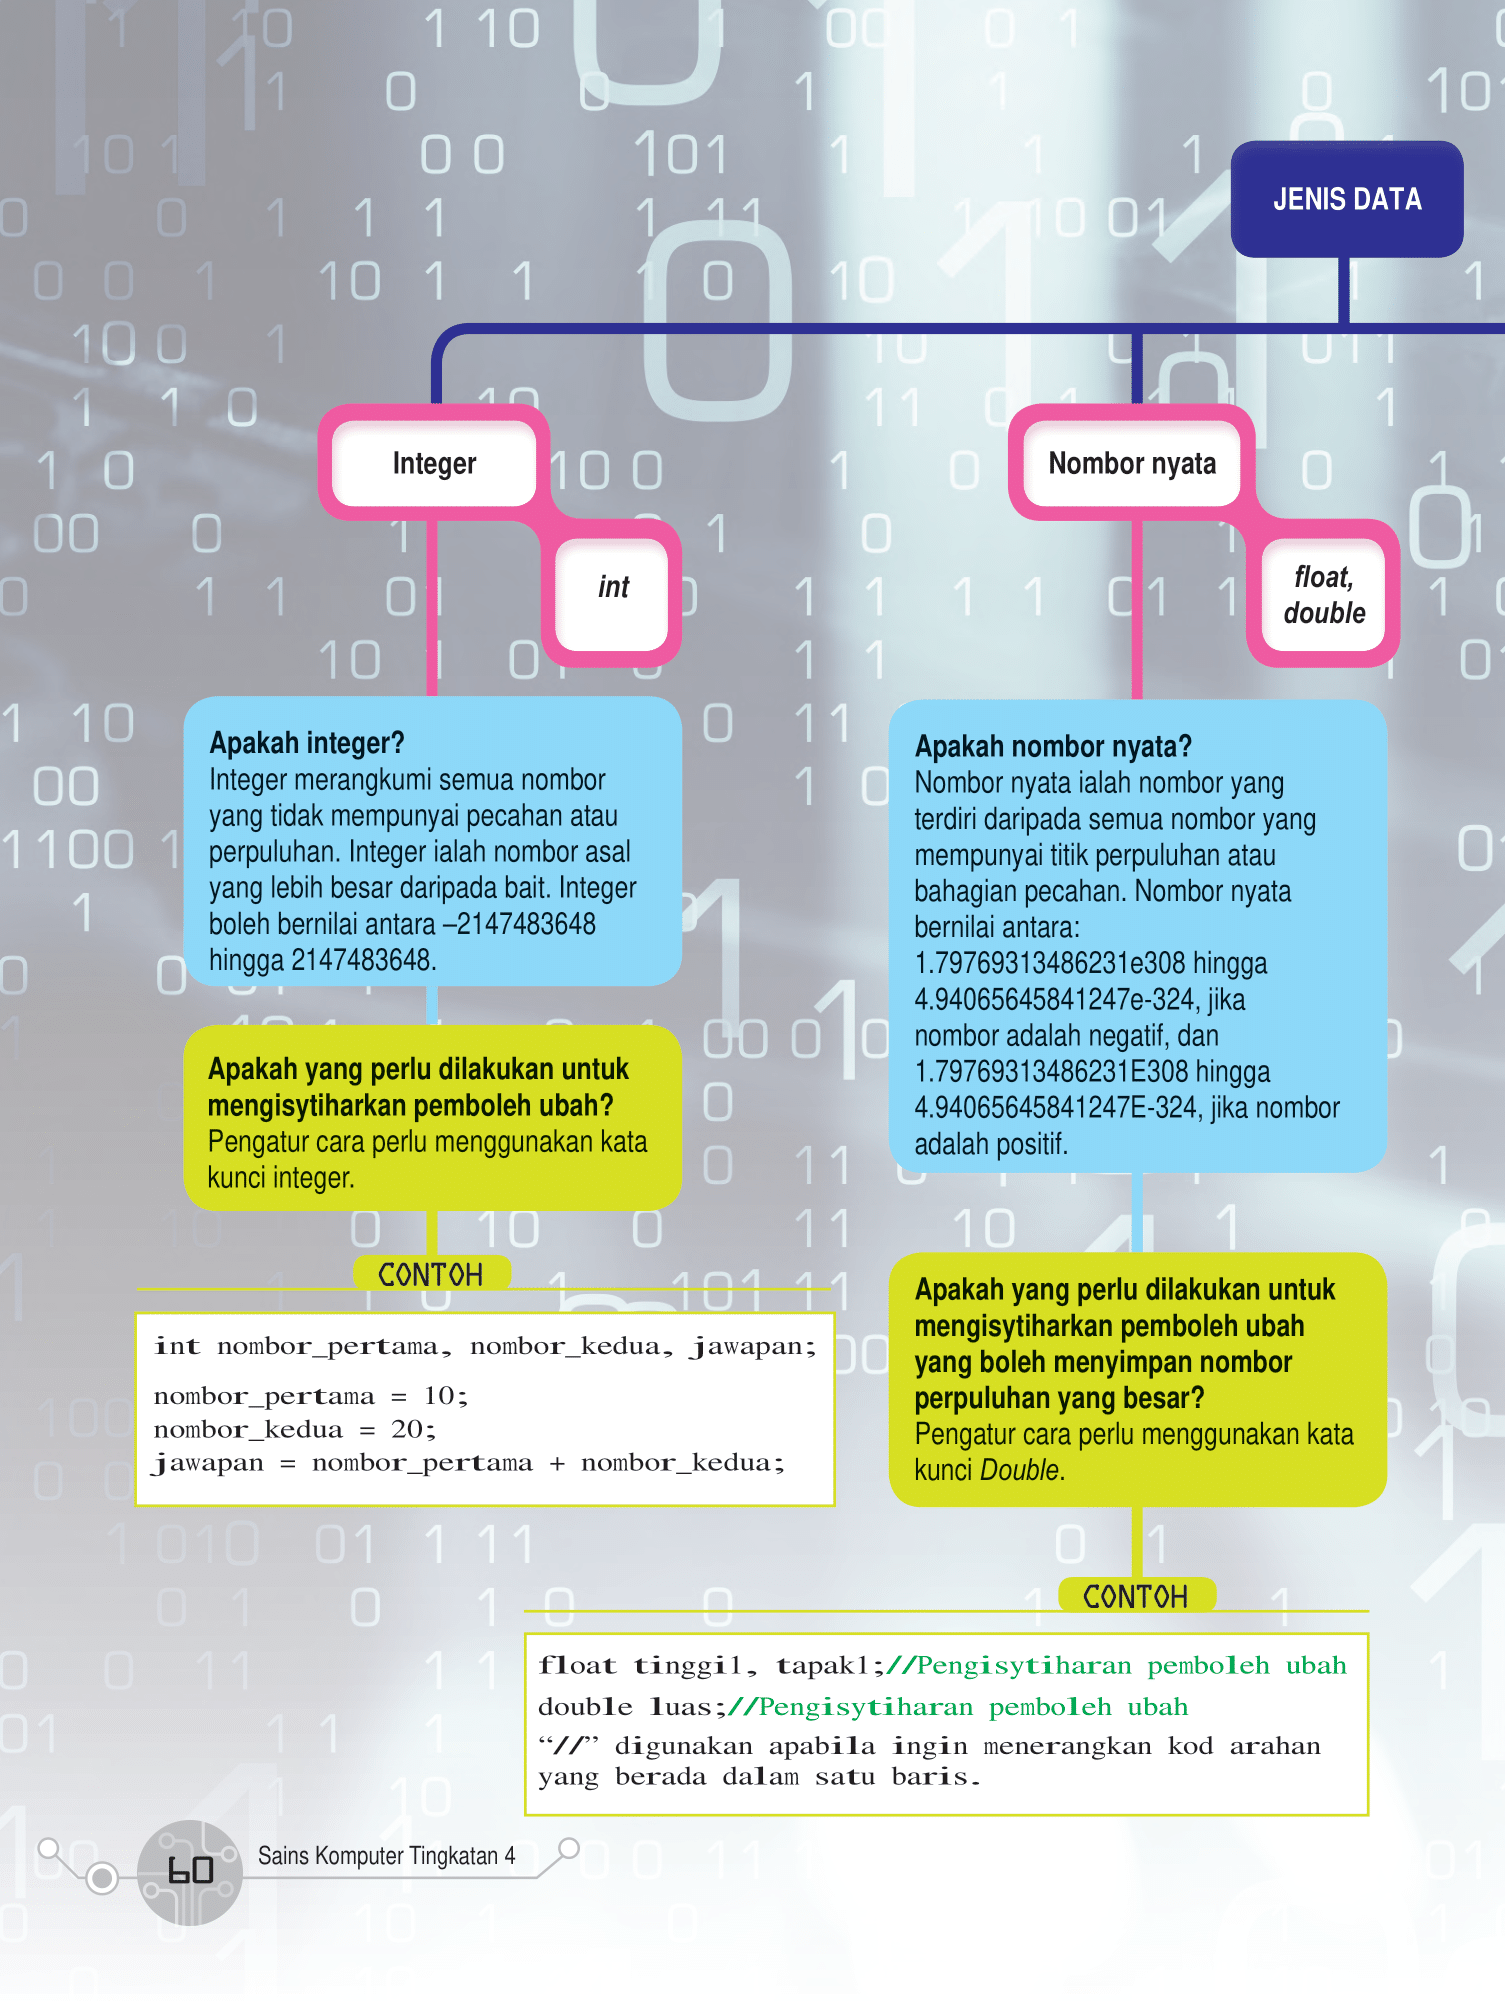 JENIS DATA
Integer
int
Apakah integer?
Integer merangkumi semua nombor
yang tidak mempunyai pecahan atau
perpuluhan. Integer ialah nombor asal
yang lebih besar daripada bait. Integer
boleh bernilai antara –2147483648
hingga 2147483648.
Apakah yang perlu dilakukan untuk
mengisytiharkan pemboleh ubah?
Pengatur cara perlu menggunakan kata
kunci integer.
CONTOH
int nombor_pertama, nombor_kedua, jawapan;
nombor_pertama = 10;
nombor_kedua = 20;
jawapan = nombor_pertama + nombor_kedua;
Nombor nyata
float,
double
Apakah nombor nyata?
Nombor nyata ialah nombor yang
terdiri daripada semua nombor yang
mempunyai titik perpuluhan atau
bahagian pecahan. Nombor nyata
bernilai antara:
1.79769313486231e308 hingga
4.94065645841247e-324, jika
nombor adalah negatif, dan
1.79769313486231E308 hingga
4.94065645841247E-324, jika nombor
adalah positif.
Apakah yang perlu dilakukan untuk
mengisytiharkan pemboleh ubah
yang boleh menyimpan nombor
perpuluhan yang besar?
Pengatur cara perlu menggunakan kata
kunci Double.
CONTOH
float tinggi1, tapak1;//Pengisytiharan pemboleh ubah
double luas;//Pengisytiharan pemboleh ubah
“//” digunakan apabila ingin menerangkan kod arahan
yang berada dalam satu baris.
60
Sains Komputer Tingkatan 4